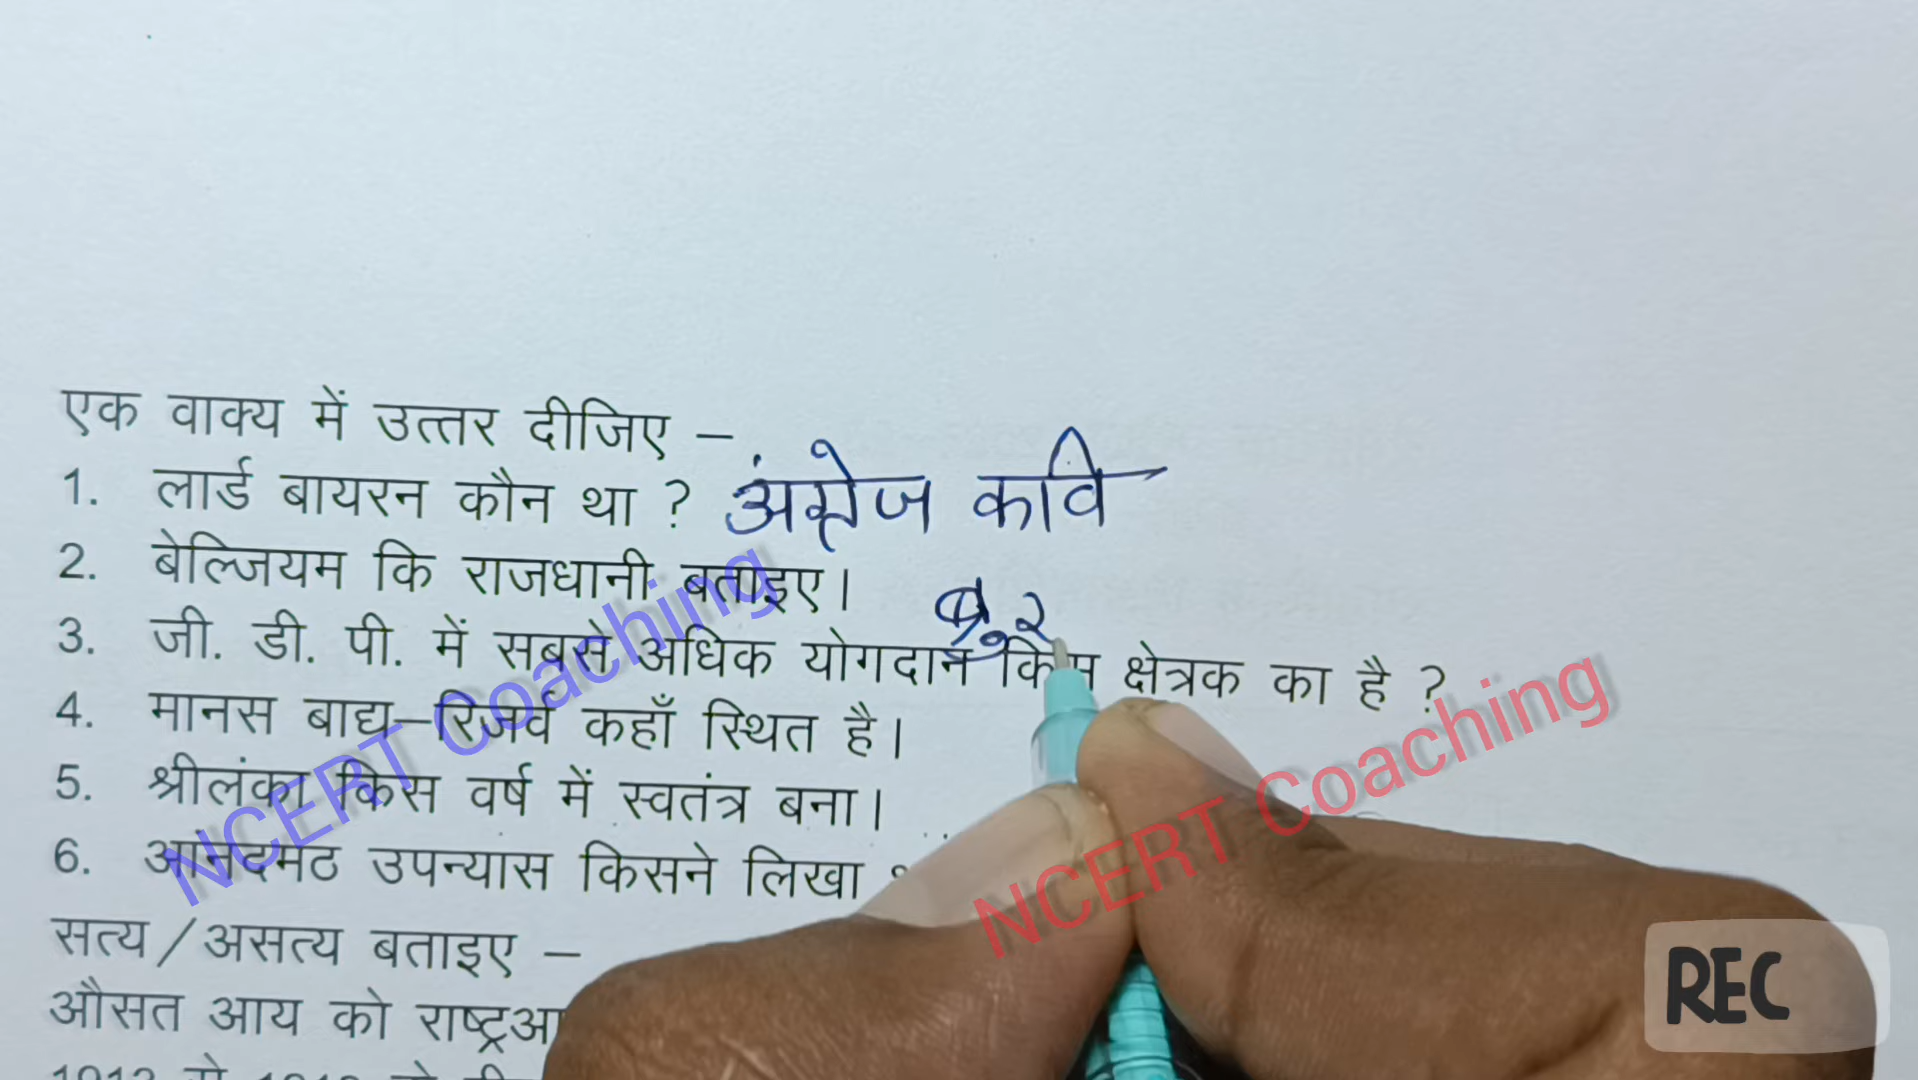 एक वाक्य में उत्तर दीजिए –
1. लार्ड बायरन कौन था ? अंग्रेज कवि
2. बेल्जियम कि राजधानी बताइए। ब्रू
3. जी. डी. पी. में सबसे अधिक योगदान किस क्षेत्रक का है ?
4. मानस बाद्य–रिजर्व कहाँ स्थित है।
5. श्रीलंका किस वर्ष में स्वतंत्र बना।
6. आनंदमठ उपन्यास किसने लिखा
सत्य/असत्य बताइए –
औसत आय को
NCERT Coaching
NCERT Coaching
REC